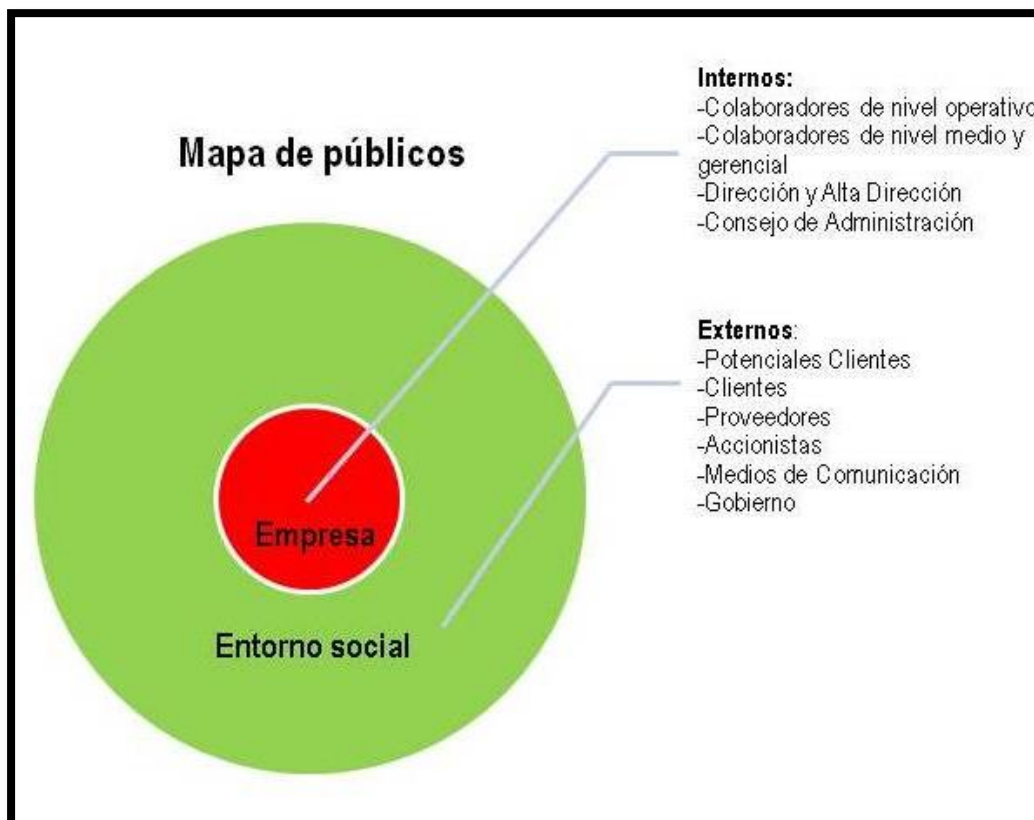 Mapa de públicos
Internos:
-Colaboradores de nivel operativo
-Colaboradores de nivel medio y
gerencial
-Dirección y Alta Dirección
-Consejo de Administración
Externos:
-Potenciales Clientes
-Clientes
-Proveedores
-Accionistas
-Medios de Comunicación
-Gobierno
Empresa
Entorno social